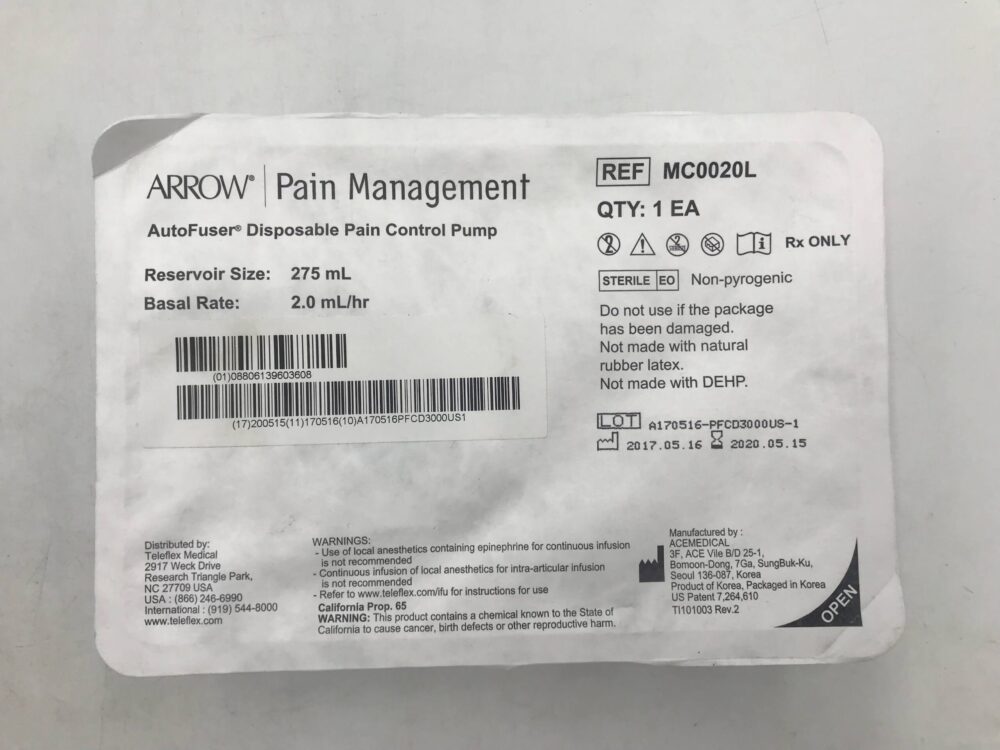 ARROW® | Pain Management
AutoFuser® Disposable Pain Control Pump
Reservoir Size: 275 mL
Basal Rate: 2.0 mL/hr
(01)08806139603608
(17)200515(11)170516(10)A170516PFCD3000US1
REF MC0020L
QTY: 1 EA
Rx ONLY
STERILE EO Non-pyrogenic
Do not use if the package
has been damaged.
Not made with natural
rubber latex.
Not made with DEHP.
LOT A170516-PFCD3000US-1
2017.05.16 2020.05.15
Distributed by:
Teleflex Medical
2917 Weck Drive
Research Triangle Park,
NC 27709 USA
USA : (866) 246-6990
International : (919) 544-8000
www.teleflex.com
WARNINGS:
- Use of local anesthetics containing epinephrine for continuous infusion
is not recommended
- Continuous infusion of local anesthetics for intra-articular infusion
is not recommended
- Refer to www.teleflex.com/ifu for instructions for use
California Prop. 65
WARNING: This product contains a chemical known to the State of
California to cause cancer, birth defects or other reproductive harm.
Manufactured by :
ACEMEDICAL
3F, ACE Vile B/D 25-1,
Bomoon-Dong, 7Ga, SungBuk-Ku,
Seoul 136-087, Korea
Product of Korea, Packaged in Korea
US Patent 7,264,610
TI101003 Rev.2
OPEN